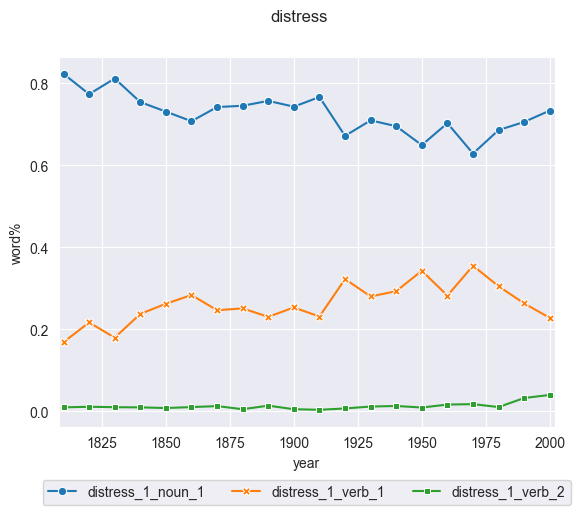 distress
0.8
0.6
0.4
0.2
0.0
word%
1825 1850 1875 1900 1925 1950 1975 2000
year
distress_1_noun_1 distress_1_verb_1 distress_1_verb_2